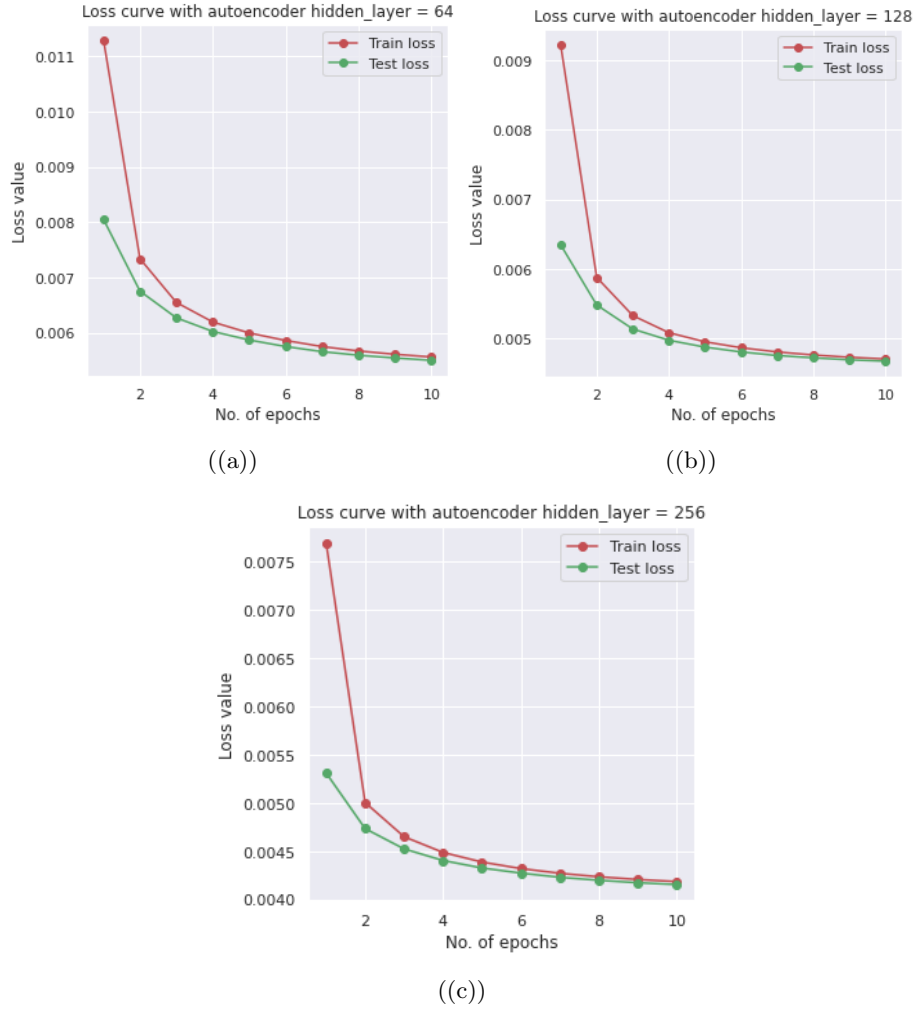 Loss curve with autoencoder hidden_layer = 64
Train loss
Test loss
0.011
0.010
0.009
0.008
0.007
0.006
Loss value
2 4 6 8 10
No. of epochs
((a))
Loss curve with autoencoder hidden_layer = 128
Train loss
Test loss
0.009
0.008
0.007
0.006
0.005
Loss value
2 4 6 8 10
No. of epochs
((b))
Loss curve with autoencoder hidden_layer = 256
Train loss
Test loss
0.0075
0.0070
0.0065
0.0060
0.0055
0.0050
0.0045
0.0040
Loss value
2 4 6 8 10
No. of epochs
((c))